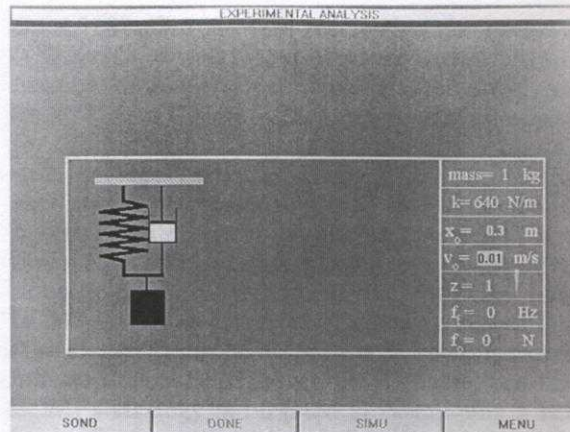 EXPERIMENTAL ANALYSIS
mass= 1 kg
k= 640 N/m
x₀= 0.3 m
v₀= 0.01 m/s
z= 1
f_f= 0 Hz
f₀= 0 N
SOND DONE SIMU MENU